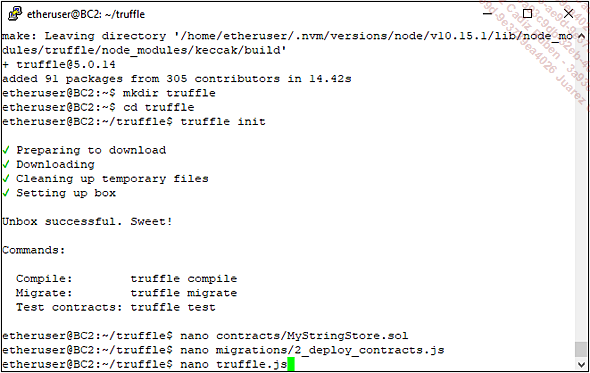 etheruser@BC2: ~/truffle
make: Leaving directory '/home/etheruser/.nvm/versions/node/v10.15.1/lib/node_mo
dules/truffle/node_modules/keccak/build'
+ truffle@5.0.14
added 91 packages from 305 contributors in 14.42s
etheruser@BC2:~$ mkdir truffle
etheruser@BC2:~$ cd truffle
etheruser@BC2:~/truffle$ truffle init
✓ Preparing to download
✓ Downloading
✓ Cleaning up temporary files
✓ Setting up box
Unbox successful. Sweet!
Commands:
Compile: truffle compile
Migrate: truffle migrate
Test contracts: truffle test
etheruser@BC2:~/truffle$ nano contracts/MyStringStore.sol
etheruser@BC2:~/truffle$ nano migrations/2_deploy_contracts.js
etheruser@BC2:~/truffle$ nano truffle.js